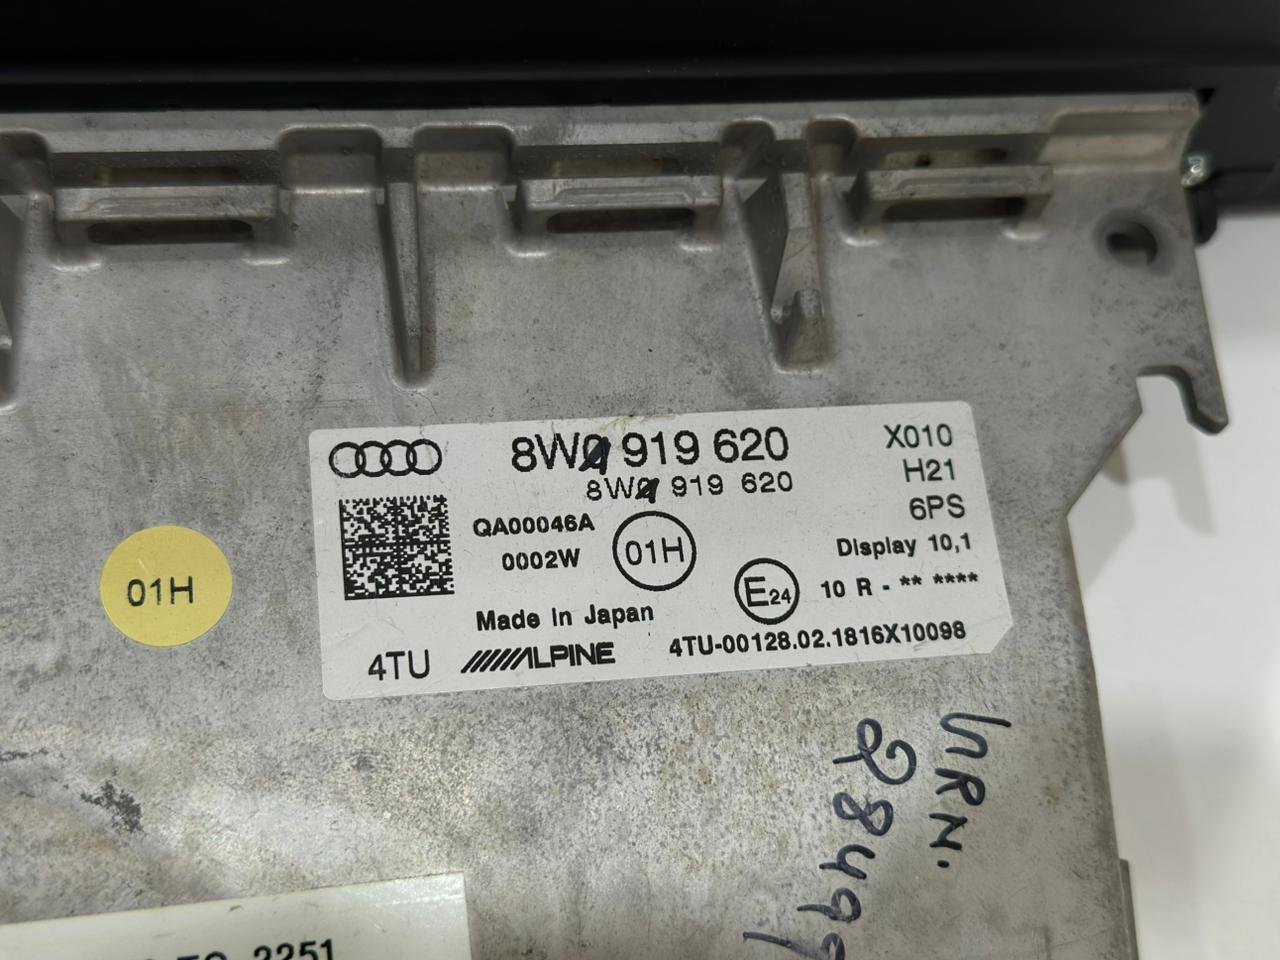 8W0 919 620
8W0 919 620
X010
H21
6PS
QA00046A
0002W
01H
Display 10,1
E24
10 R - ** ****
Made in Japan
4TU
ALPINE
4TU-00128.02.1816X10098
01H
2251